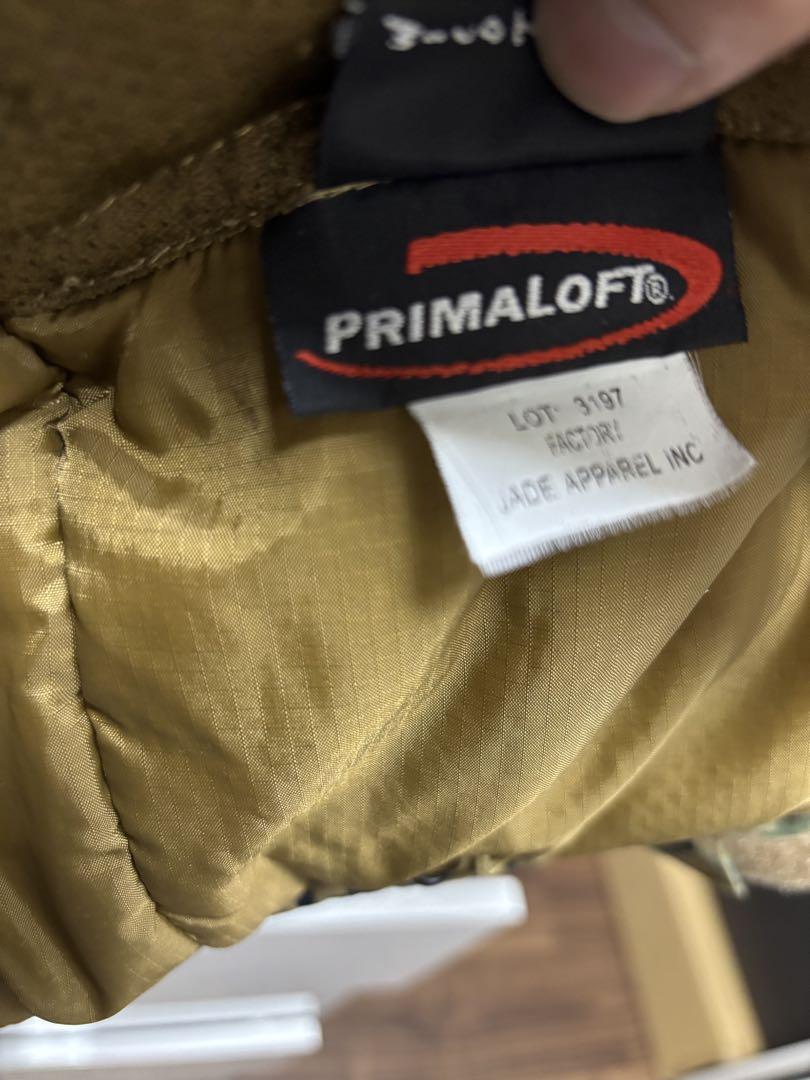 PRIMALOFT®
LOT 3197
FACTORY
JADE APPAREL INC